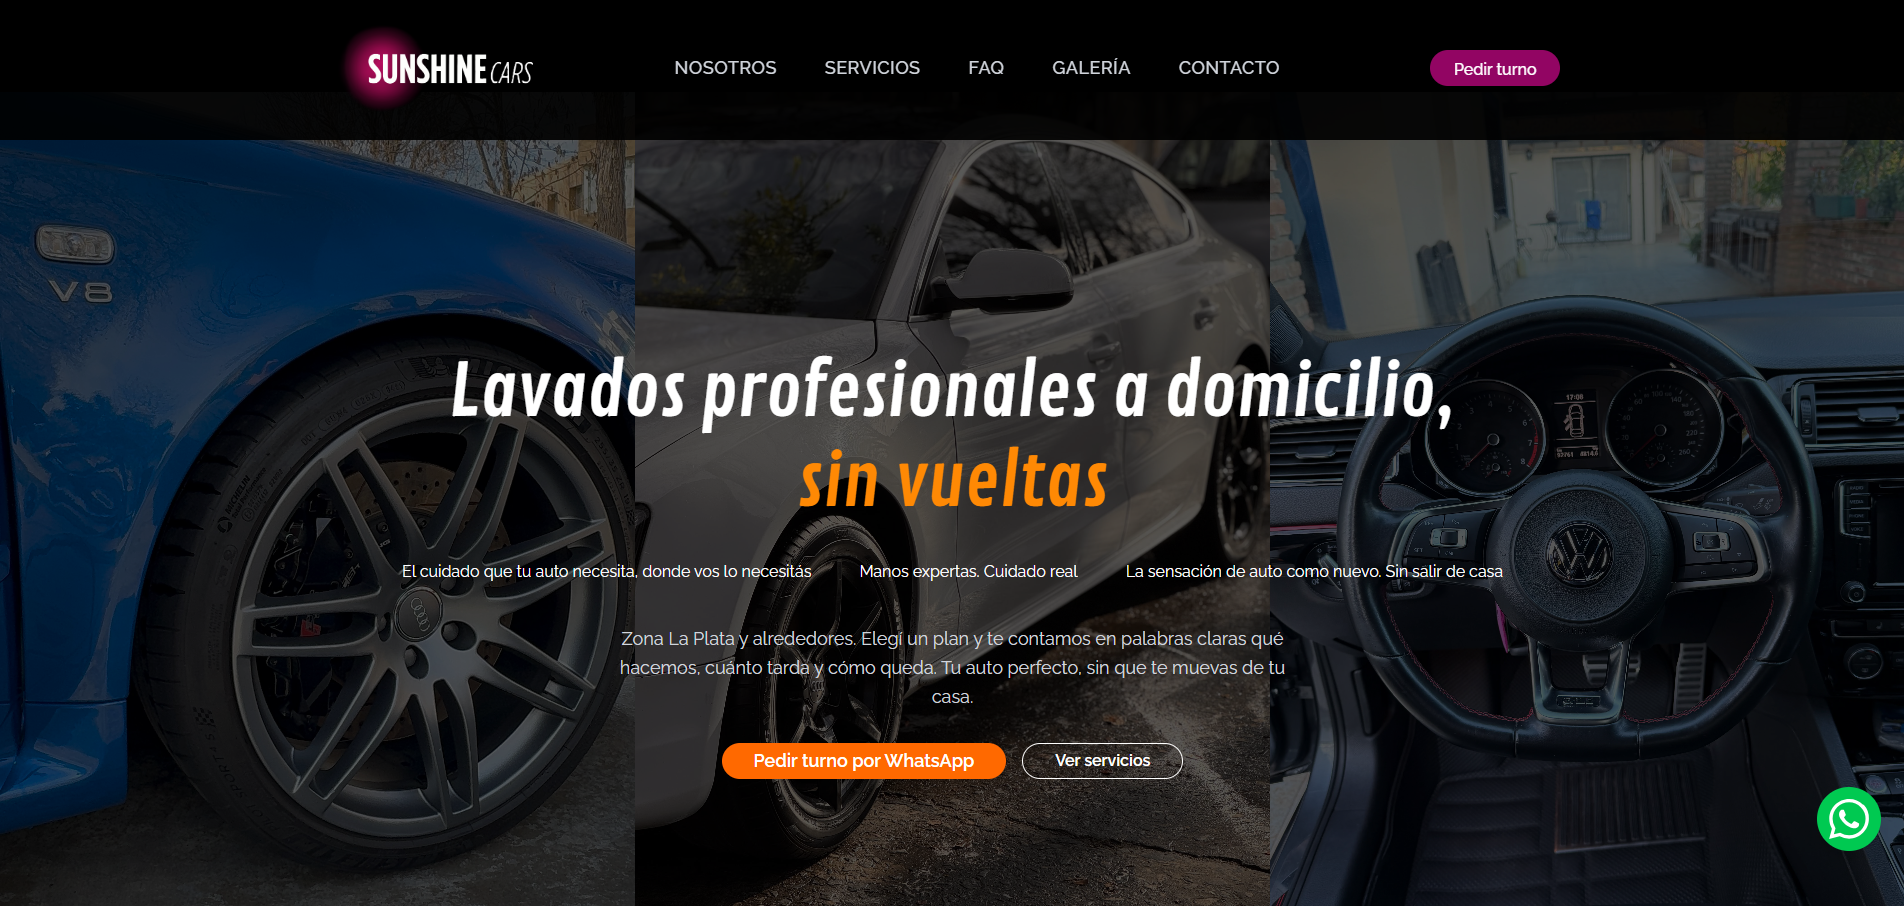 SUNSHINE CARS
NOSOTROS
SERVICIOS
FAQ
GALERÍA
CONTACTO
Pedir turno
V8
Lavados profesionales a domicilio,
sin vueltas
El cuidado que tu auto necesita, donde vos lo necesitás
Manos expertas. Cuidado real
La sensación de auto como nuevo. Sin salir de casa
Zona La Plata y alrededores. Elegí un plan y te contamos en palabras claras qué
hacemos, cuánto tarda y cómo queda. Tu auto perfecto, sin que te muevas de tu
casa.
Pedir turno por WhatsApp
Ver servicios
17:06
MICHELIN